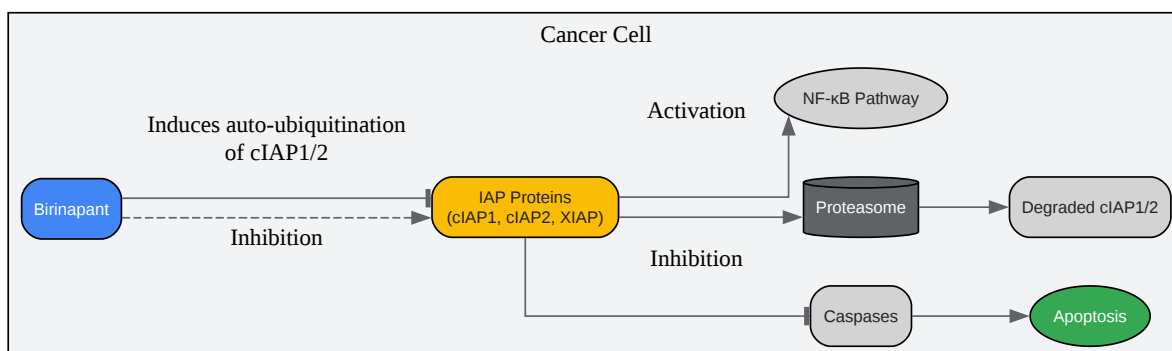 Cancer Cell
NF-κB Pathway
Activation
Induces auto-ubiquitination
of cIAP1/2
Birinapant
IAP Proteins
(cIAP1, cIAP2, XIAP)
Proteasome
Degraded cIAP1/2
Inhibition
Inhibition
Caspases
Apoptosis